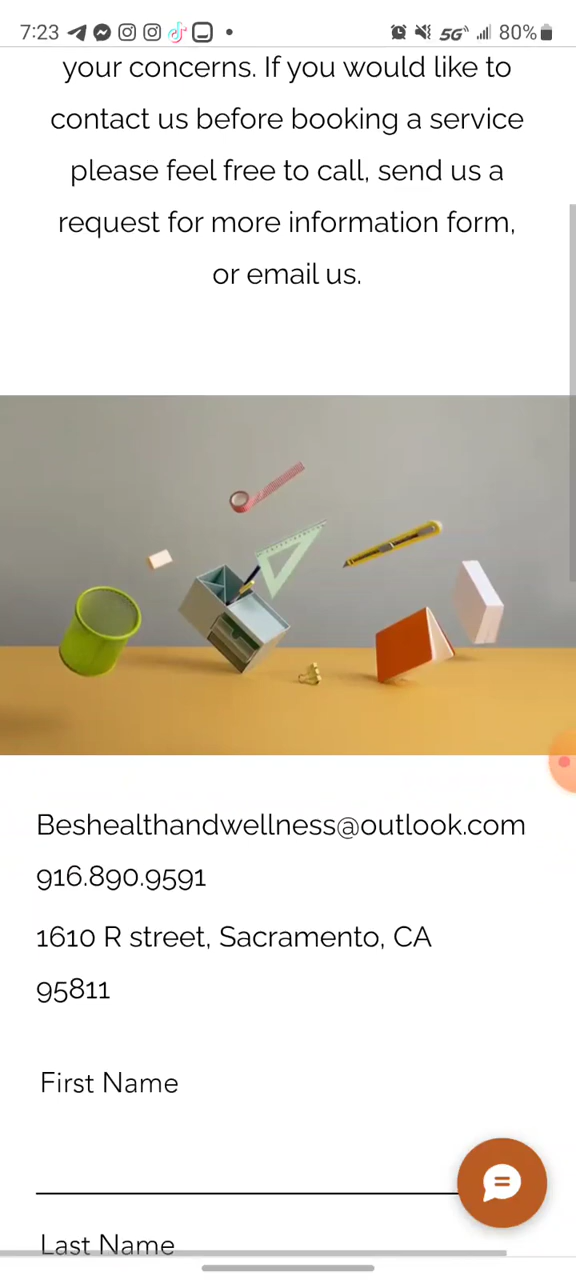 7:23
5G
80%
your concerns. If you would like to
contact us before booking a service
please feel free to call, send us a
request for more information form,
or email us.
Beshealthandwellness@outlook.com
916.890.9591
1610 R street, Sacramento, CA
95811
First Name
Last Name